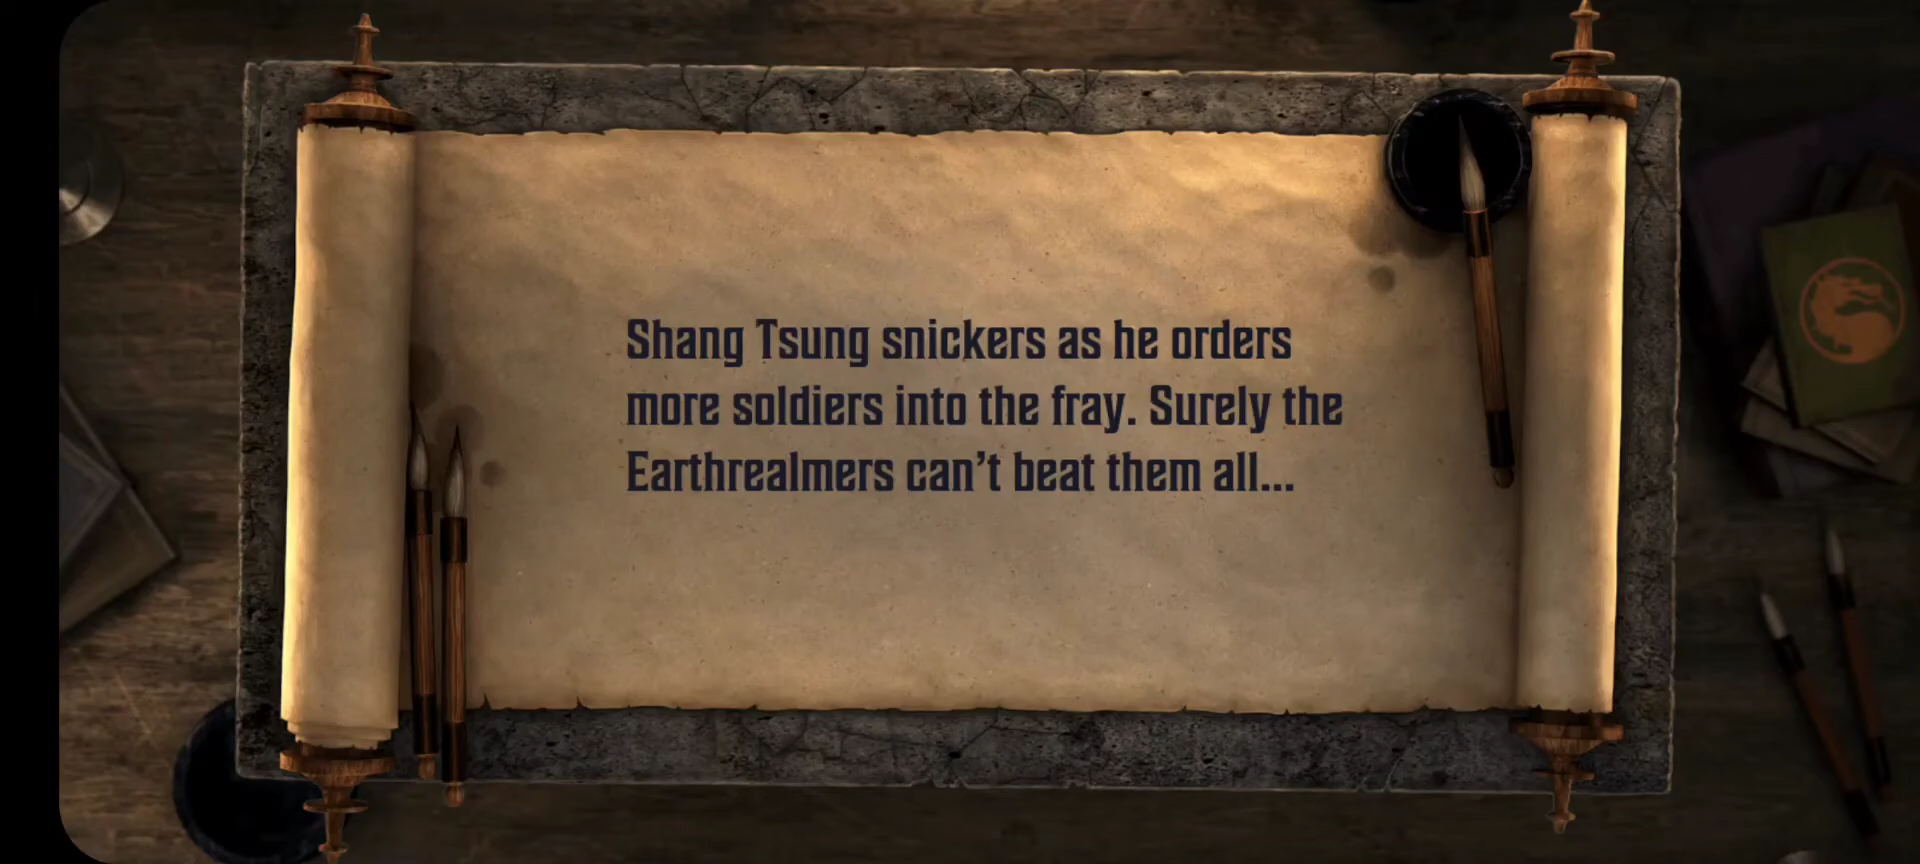 Shang Tsung snickers as he orders
more soldiers into the fray. Surely the
Earthrealmers can’t beat them all...